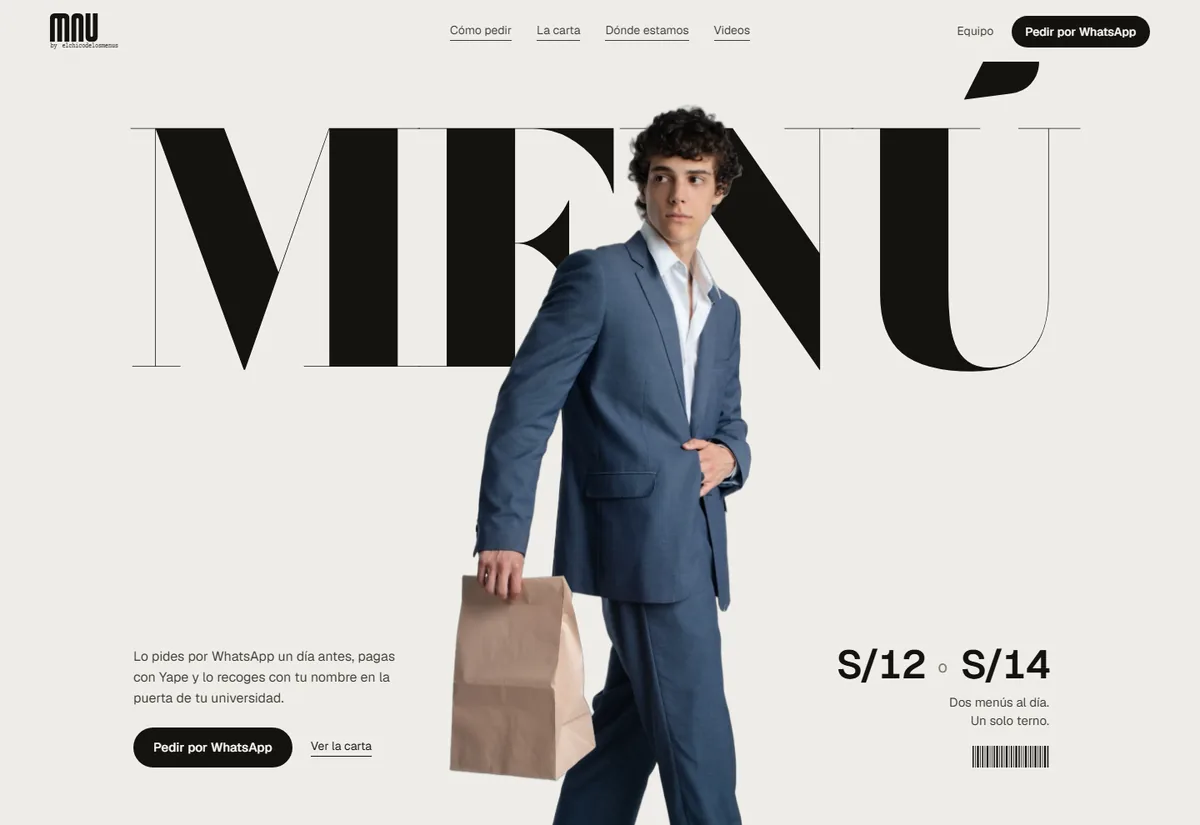 MNU
by elchicodelosmenus
Cómo pedir
La carta
Dónde estamos
Videos
Equipo
Pedir por WhatsApp
MENÚ
Lo pides por WhatsApp un día antes, pagas
con Yape y lo recoges con tu nombre en la
puerta de tu universidad.
Pedir por WhatsApp
Ver la carta
S/12 o S/14
Dos menús al día.
Un solo terno.